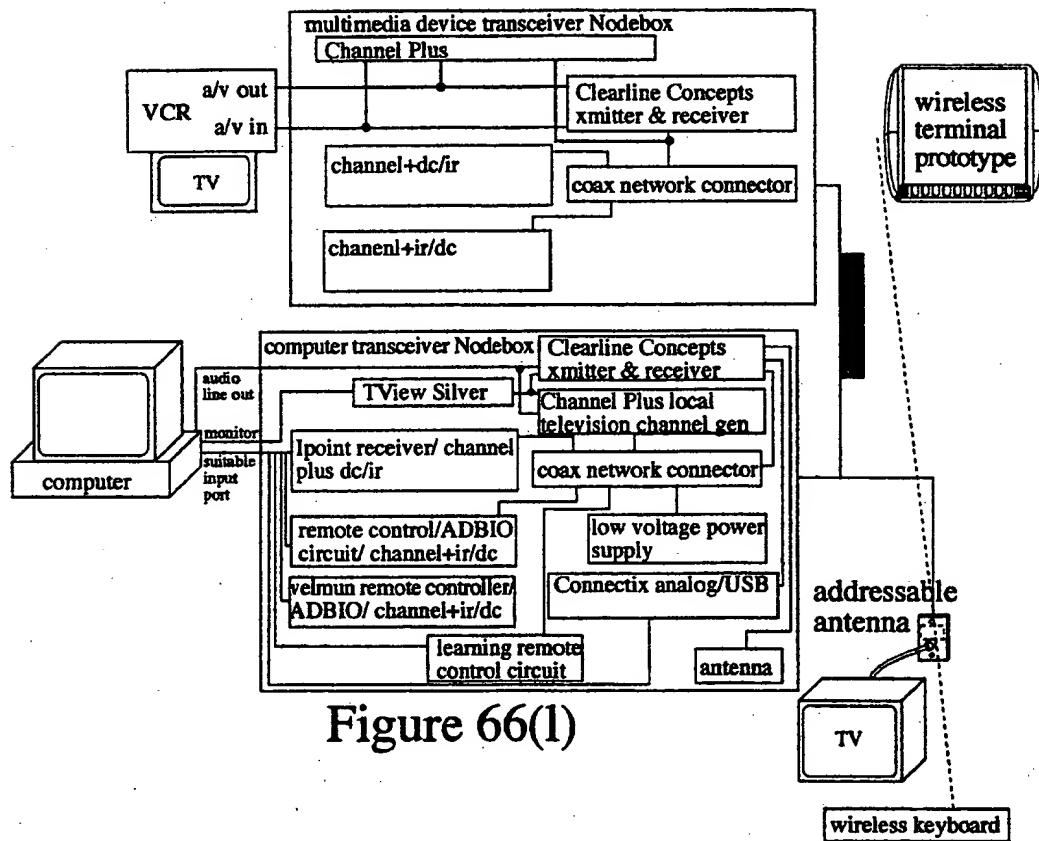 multimedia device transceiver Nodebox
Channel Plus
VCR
a/v out
a/v in
TV
Clearline Concepts
xmitter & receiver
channel+dc/ir
coax network connector
chanenl+ir/dc
wireless
terminal
prototype
computer transceiver Nodebox
Clearline Concepts
xmitter & receiver
audio
line out
TView Silver
Channel Plus local
television channel gen
monitor
suitable
input
port
computer
Ipoint receiver/ channel
plus dc/ir
coax network connector
remote control/ADBIO
circuit/ channel+ir/dc
low voltage power
supply
velmun remote controller/
ADBIO/ channel+ir/dc
Connectix analog/USB
learning remote
control circuit
antenna
addressable
antenna
TV
Figure 66(1)
wireless keyboard